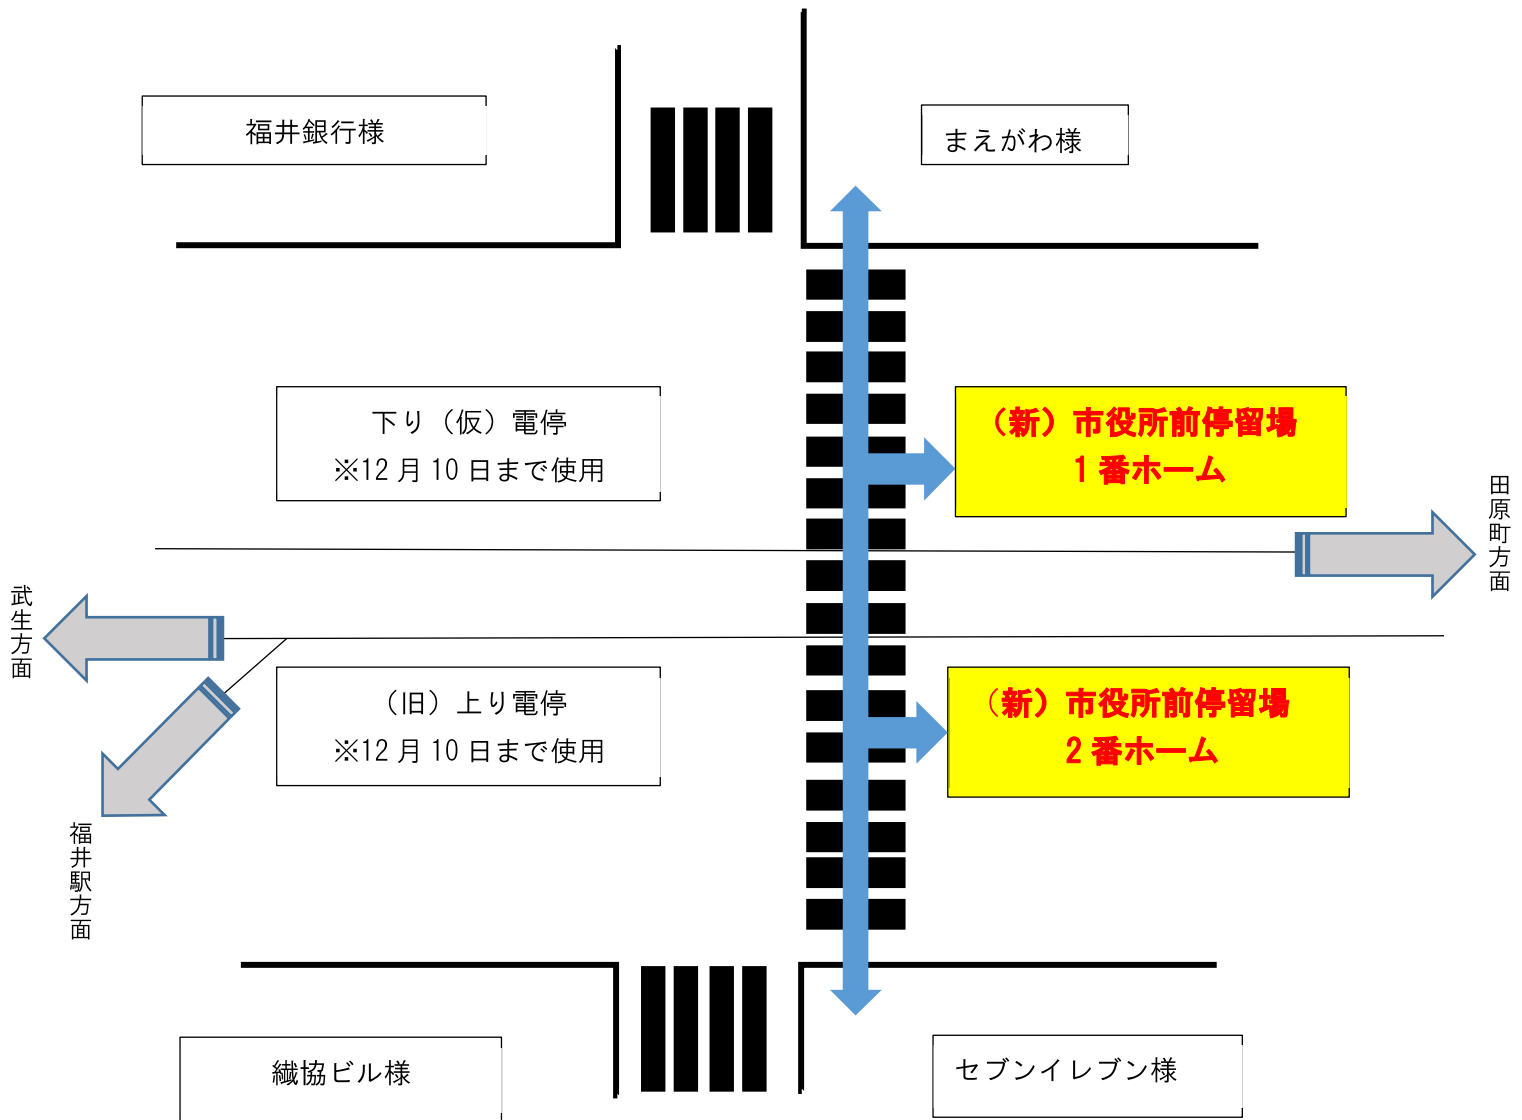 福井銀行様
まえがわ様
下り（仮）電停
※12月10日まで使用
（新）市役所前停留場
1番ホーム
田原町方面
武生方面
（旧）上り電停
※12月10日まで使用
（新）市役所前停留場
2番ホーム
福井駅方面
繊協ビル様
セブンイレブン様